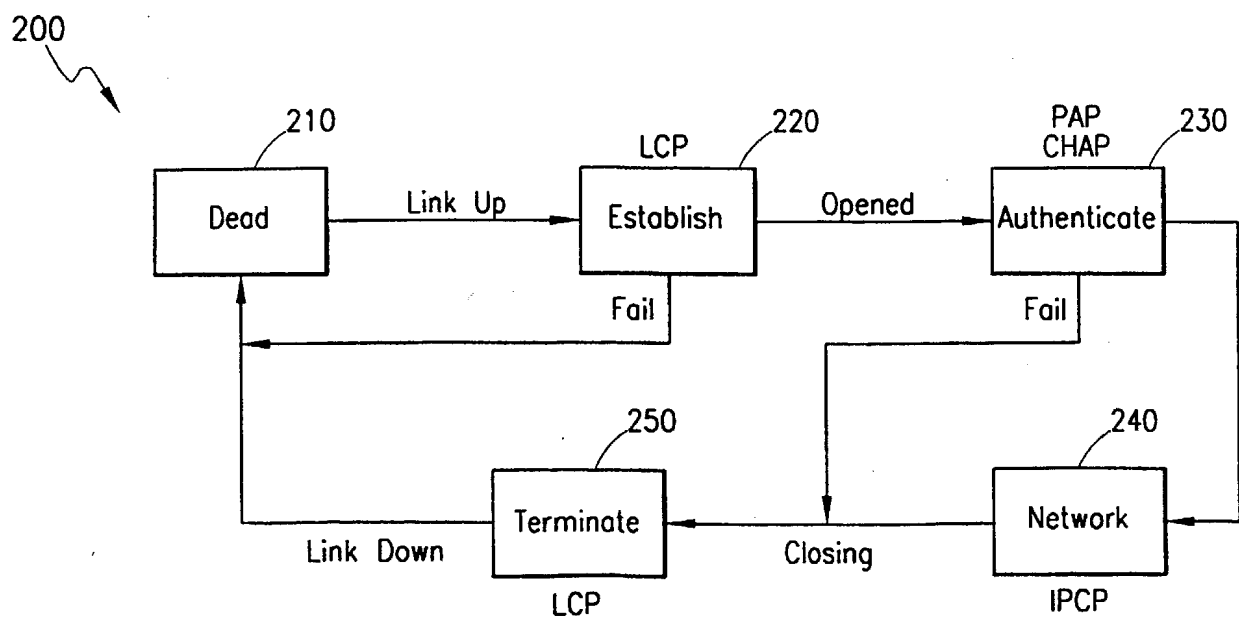 200
210
LCP
220
PAP
CHAP
230
Dead
Link Up
Establish
Opened
Authenticate
Fail
Fail
250
240
Terminate
Closing
Network
Link Down
LCP
IPCP